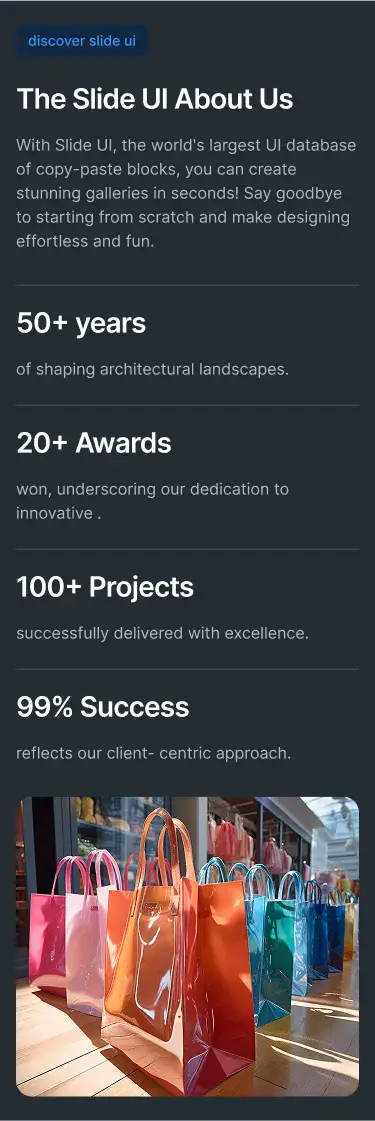 discover slide ui
The Slide UI About Us
With Slide UI, the world's largest UI database
of copy-paste blocks, you can create
stunning galleries in seconds! Say goodbye
to starting from scratch and make designing
effortless and fun.
50+ years
of shaping architectural landscapes.
20+ Awards
won, underscoring our dedication to
innovative .
100+ Projects
successfully delivered with excellence.
99% Success
reflects our client- centric approach.